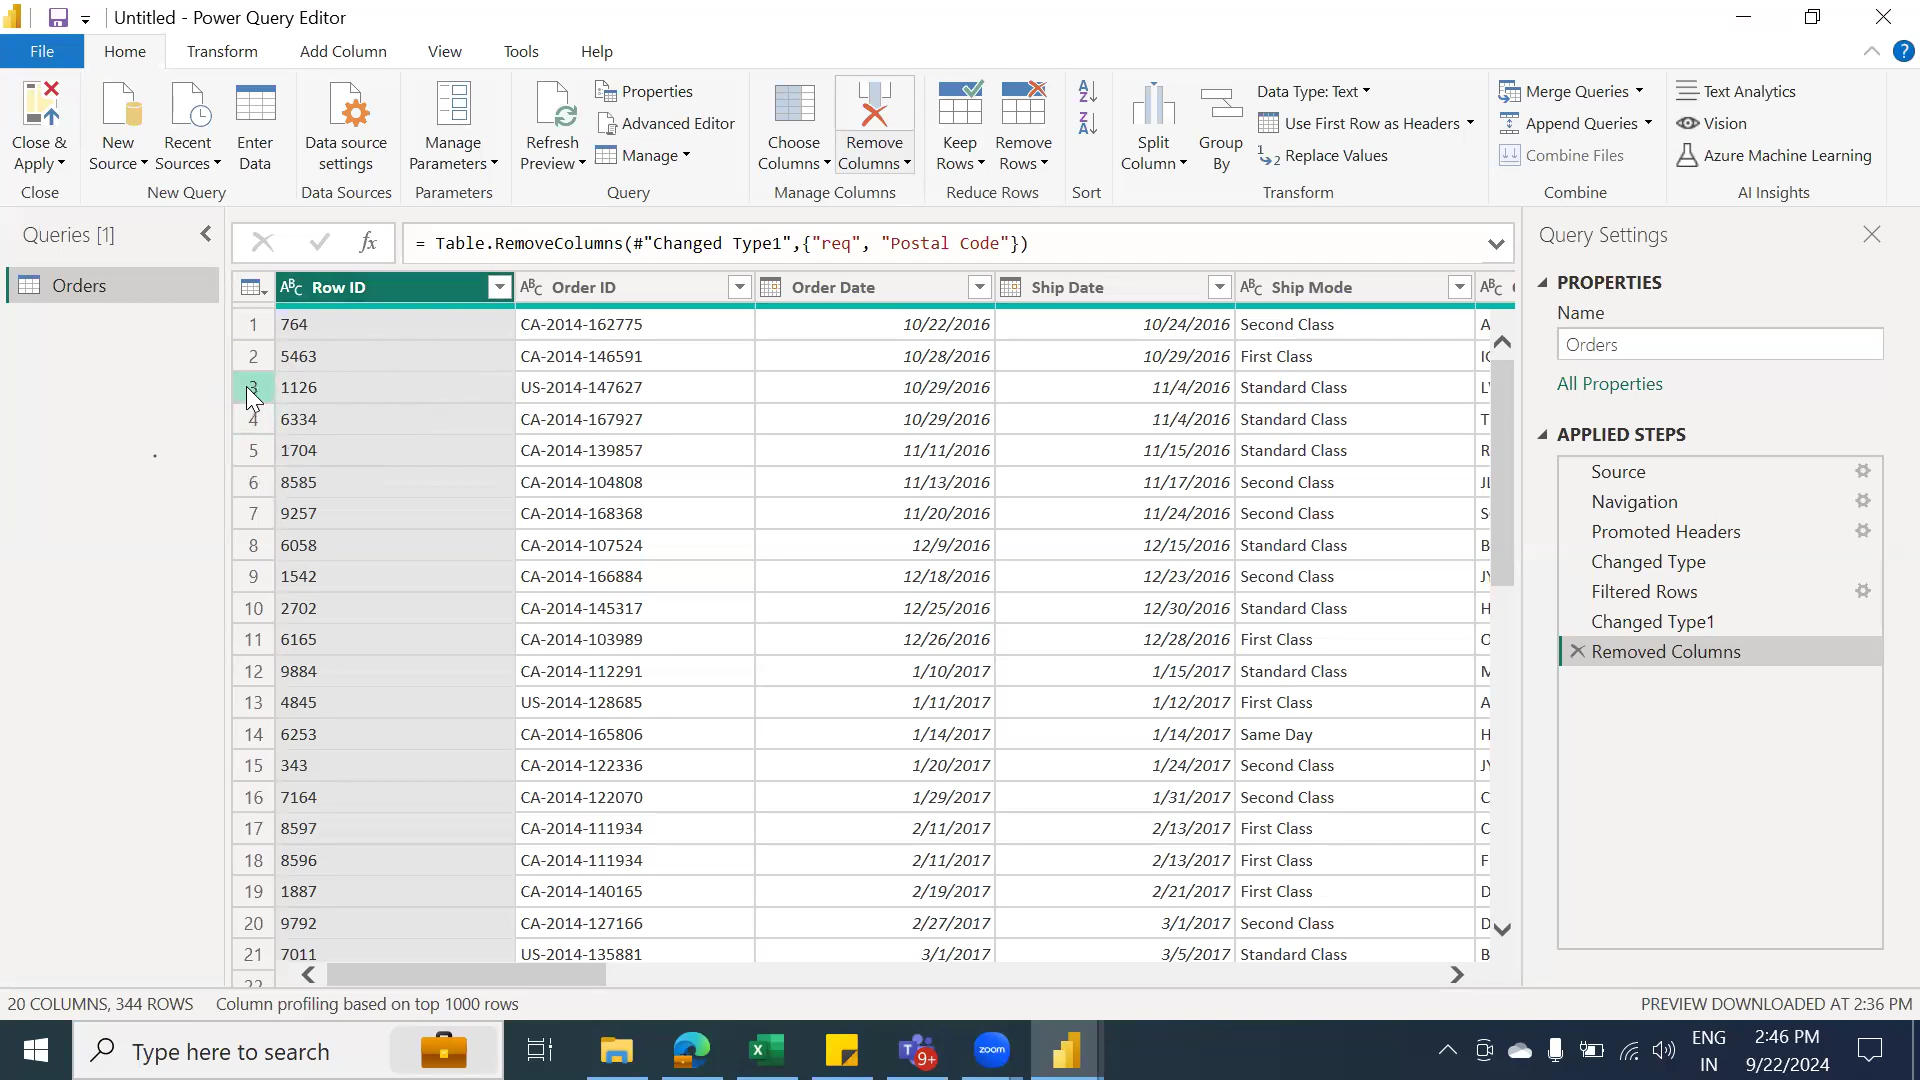 Untitled - Power Query Editor
File Home Transform Add Column View Tools Help
Close & Apply
New Source
Recent Sources
Enter Data
Data source settings
Manage Parameters
Refresh Preview
Properties
Advanced Editor
Manage
Choose Columns
Remove Columns
Keep Rows
Remove Rows
Split Column
Group By
Data Type: Text
Use First Row as Headers
Replace Values
Merge Queries
Append Queries
Combine Files
Text Analytics
Vision
Azure Machine Learning
Close New Query Data Sources Parameters Query Manage Columns Reduce Rows Sort Transform Combine AI Insights
Queries [1]
Orders
fx = Table.RemoveColumns(#"Changed Type1",{"req", "Postal Code"})
Row ID Order ID Order Date Ship Date Ship Mode
1 764 CA-2014-162775 10/22/2016 10/24/2016 Second Class A
2 5463 CA-2014-146591 10/28/2016 10/29/2016 First Class
3 1126 US-2014-147627 10/29/2016 11/4/2016 Standard Class
4 6334 CA-2014-167927 10/29/2016 11/4/2016 Standard Class
5 1704 CA-2014-139857 11/11/2016 11/15/2016 Standard Class R
6 8585 CA-2014-104808 11/13/2016 11/17/2016 Second Class
7 9257 CA-2014-168368 11/20/2016 11/24/2016 Second Class
8 6058 CA-2014-107524 12/9/2016 12/15/2016 Standard Class B
9 1542 CA-2014-166884 12/18/2016 12/23/2016 Second Class
10 2702 CA-2014-145317 12/25/2016 12/30/2016 Standard Class H
11 6165 CA-2014-103989 12/26/2016 12/28/2016 First Class
12 9884 CA-2014-112291 1/10/2017 1/15/2017 Standard Class
13 4845 US-2014-128685 1/11/2017 1/12/2017 First Class A
14 6253 CA-2014-165806 1/14/2017 1/14/2017 Same Day H
15 343 CA-2014-122336 1/20/2017 1/24/2017 Second Class
16 7164 CA-2014-122070 1/29/2017 1/31/2017 Second Class C
17 8597 CA-2014-111934 2/11/2017 2/13/2017 First Class C
18 8596 CA-2014-111934 2/11/2017 2/13/2017 First Class F
19 1887 CA-2014-140165 2/19/2017 2/21/2017 First Class D
20 9792 CA-2014-127166 2/27/2017 3/1/2017 Second Class D
21 7011 US-2014-135881 3/1/2017 3/5/2017 Standard Class B
22
Query Settings
PROPERTIES
Name
Orders
All Properties
APPLIED STEPS
Source
Navigation
Promoted Headers
Changed Type
Filtered Rows
Changed Type1
Removed Columns
20 COLUMNS, 344 ROWS Column profiling based on top 1000 rows PREVIEW DOWNLOADED AT 2:36 PM
Type here to search
9+
zoom
ENG
IN
2:46 PM
9/22/2024